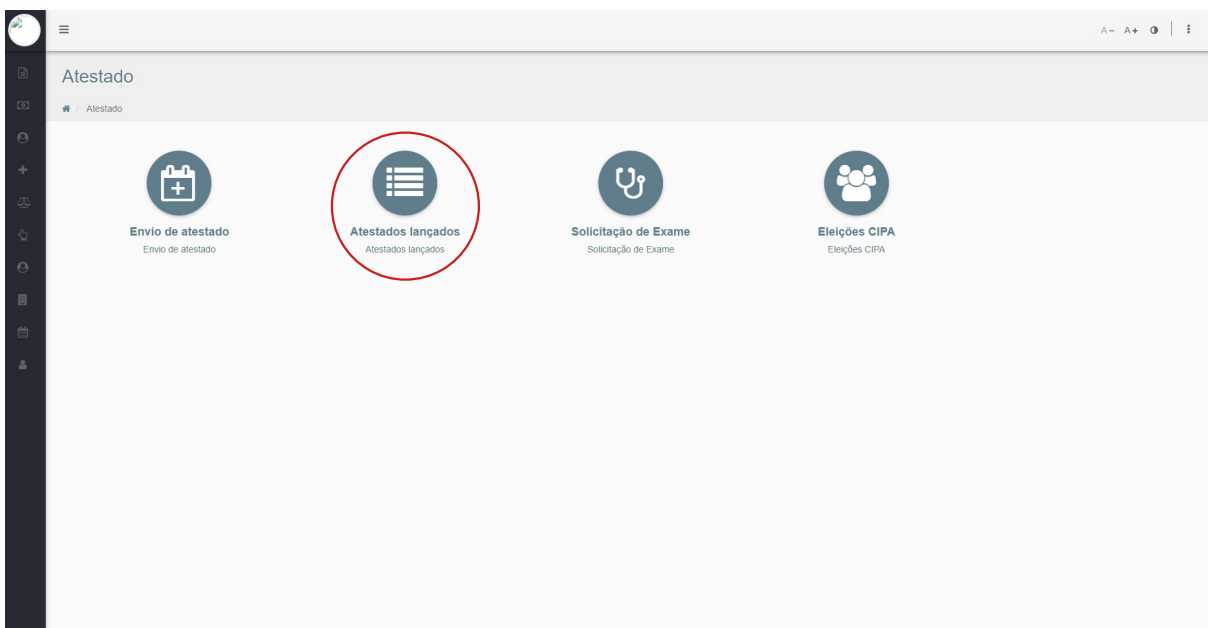 A- A+
Atestado
/ Atestado
Envio de atestado
Envio de atestado
Atestados lançados
Atestados lançados
Solicitação de Exame
Solicitação de Exame
Eleições CIPA
Eleições CIPA